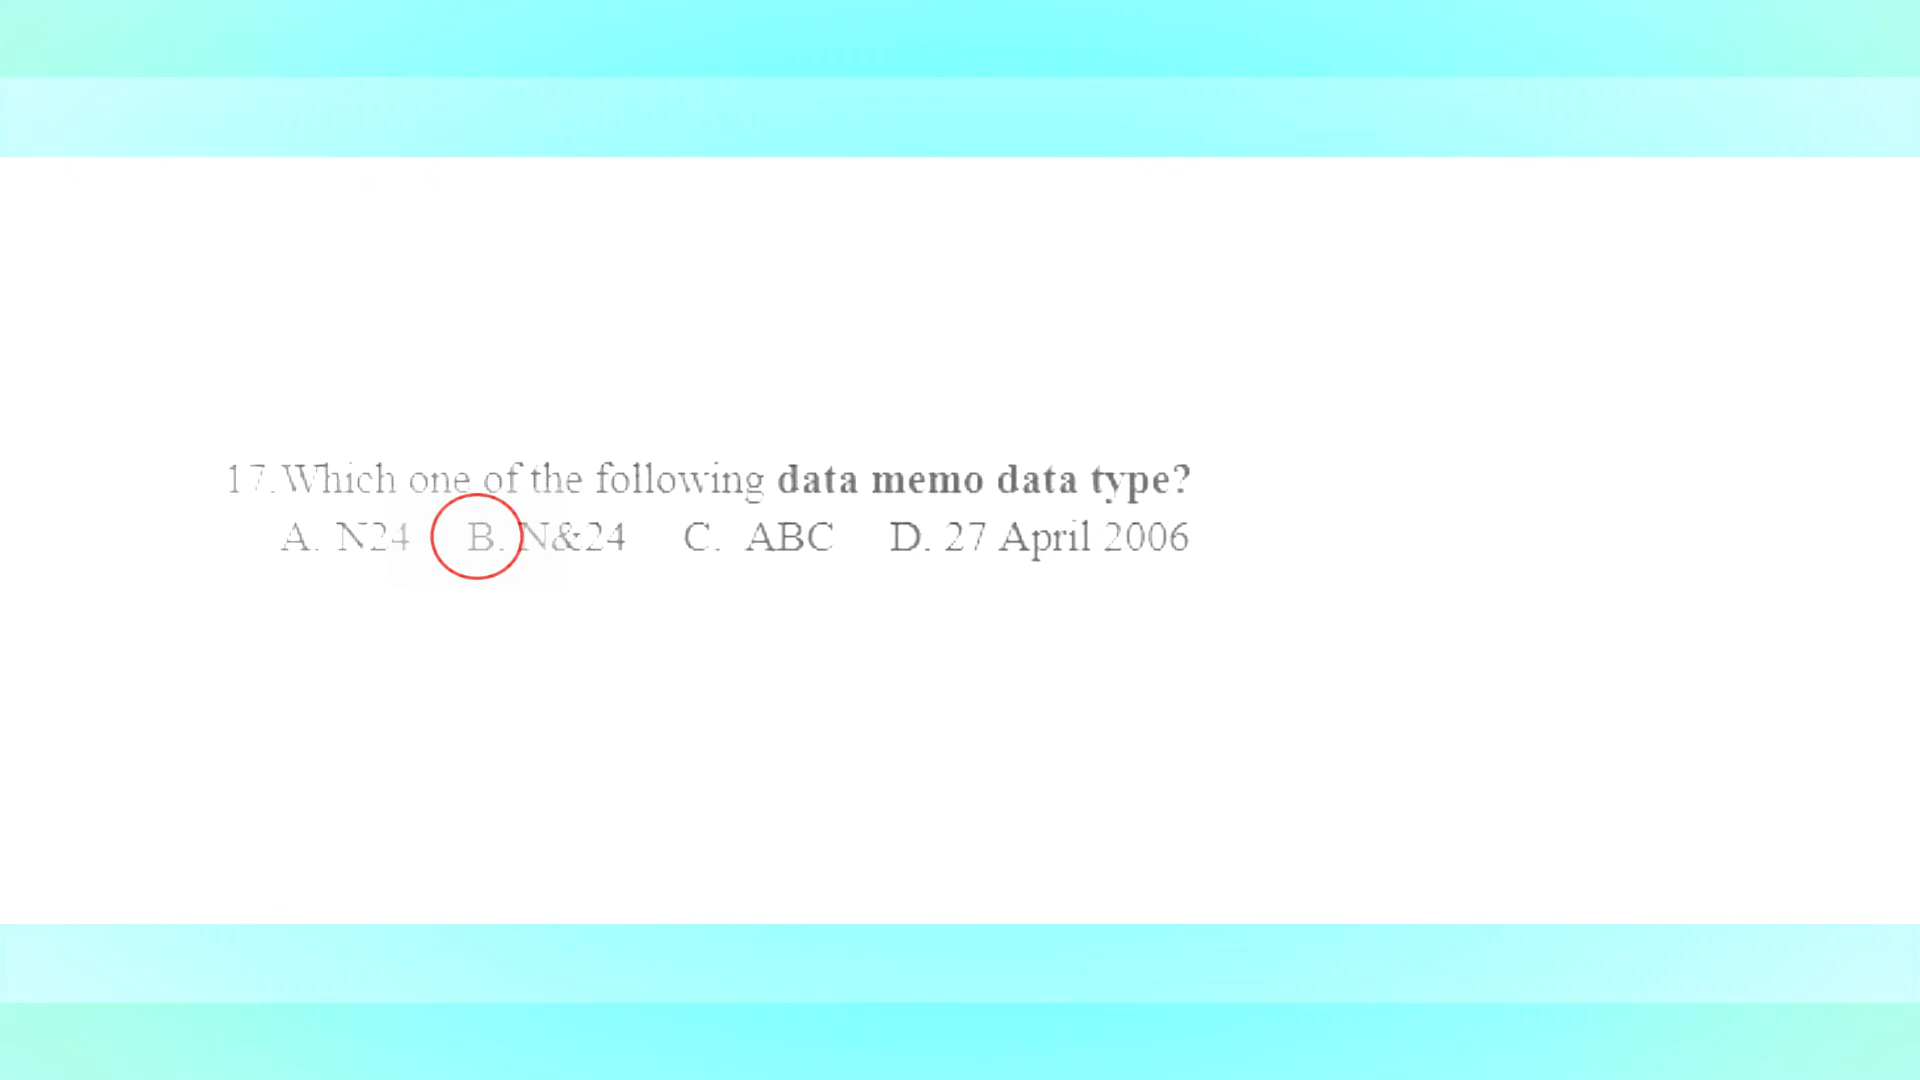 17. Which one of the following data memo data type?
A. N24 B. N&24 C. ABC D. 27 April 2006